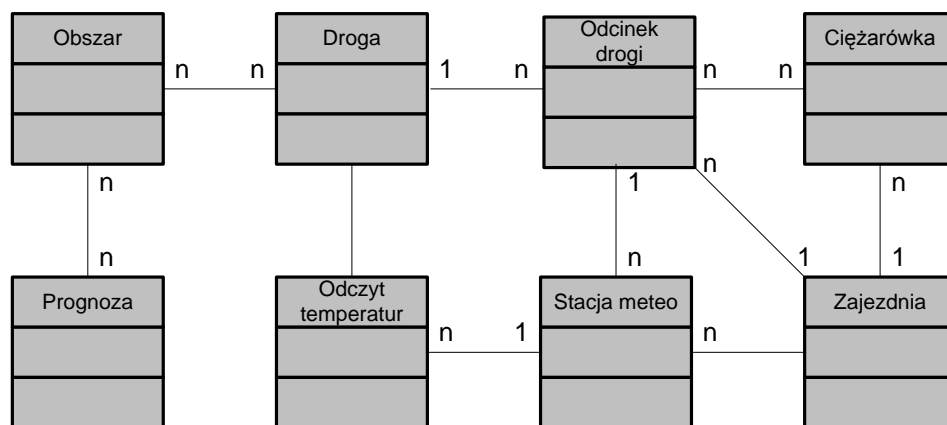 Obszar
Droga
Odcinek
drogi
Ciężarówka
n
n
1
n
n
n
n
1
n
n
n
n
1
1
Prognoza
Odczyt
temperatur
Stacja meteo
Zajezdnia
n
1
n